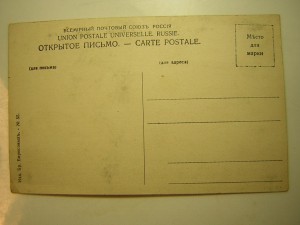 ВСЕМІРНЫЙ ПОЧТОВЫЙ СОЮЗЪ РОССІЯ
UNION POSTALE UNIVERSELLE. RUSSIE.
ОТКРЫТОЕ ПИСЬМО. — CARTE POSTALE.
Мѣсто
для
марки
(для письма)
(для адреса)